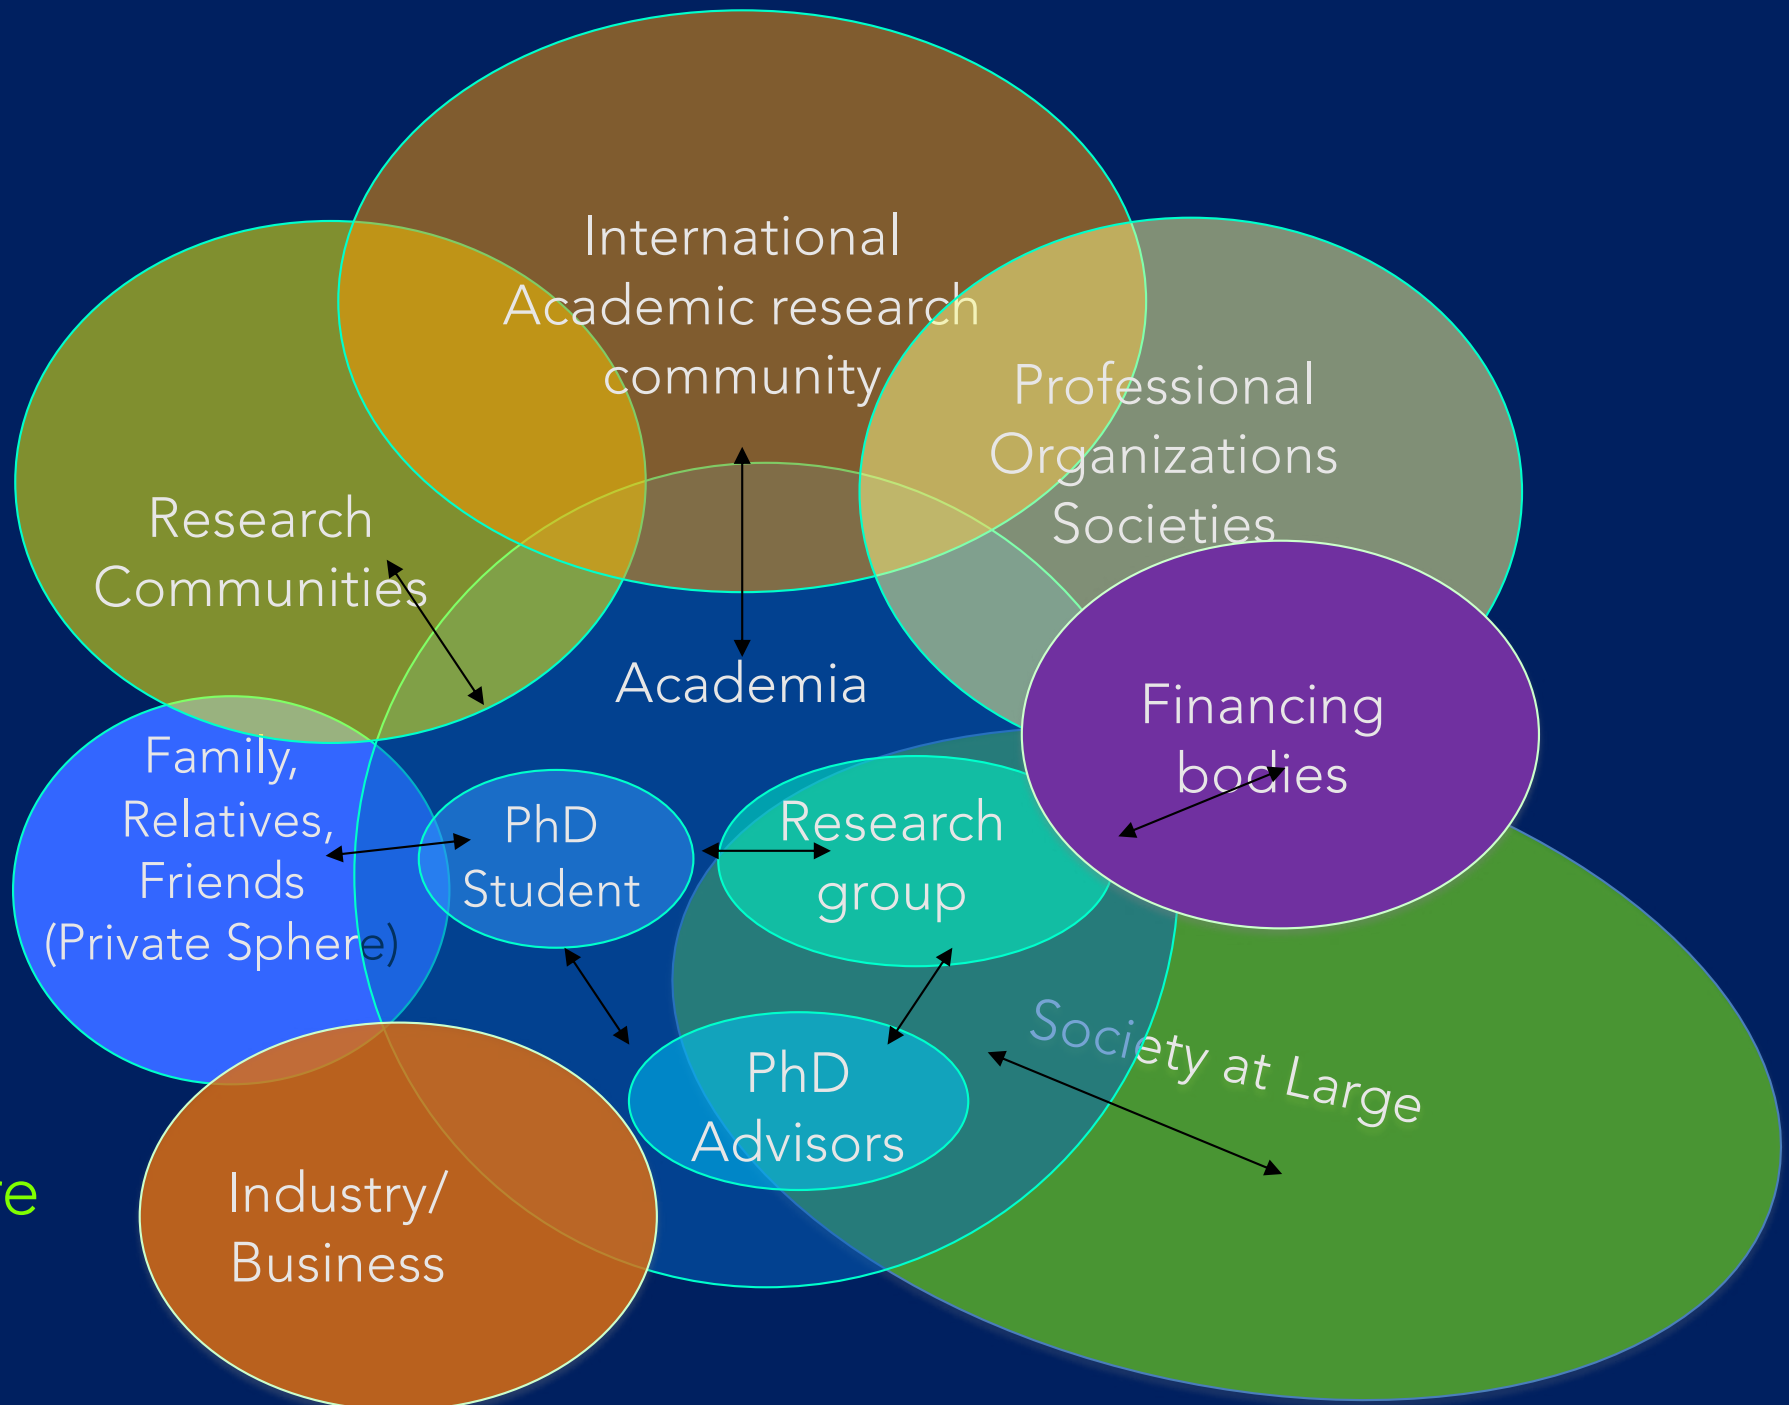 International
Academic research
community
Professional
Organizations
Societies
Research
Communities
Academia
Financing
bodies
Family,
Relatives,
Friends
(Private Sphere)
PhD
Student
Research
group
Society at Large
PhD
Advisors
Industry/
Business